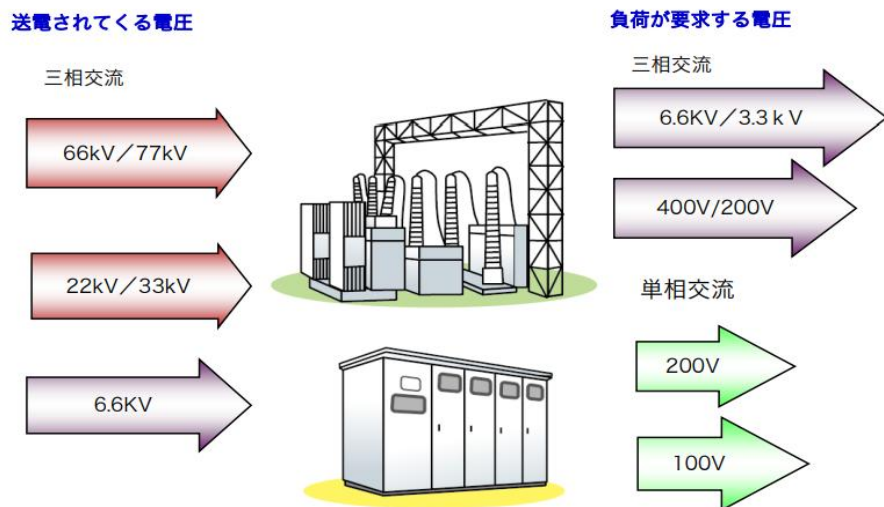 送電されてくる電圧
三相交流
66kV／77kV
22kV／33kV
6.6KV
負荷が要求する電圧
三相交流
6.6KV／3.3ｋV
400V/200V
単相交流
200V
100V